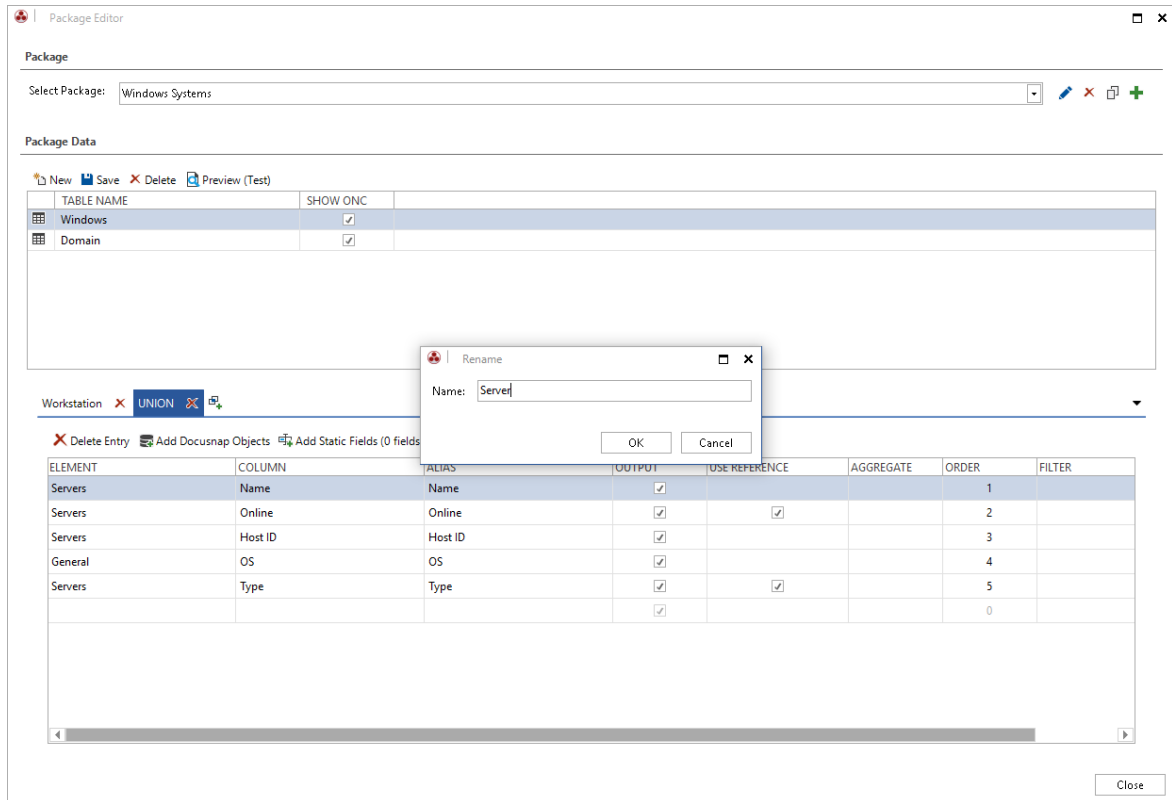 Package Editor
Package
Select Package: Windows Systems
Package Data
New Save Delete Preview (Test)
TABLE NAME SHOW ONC
Windows
Domain
Rename
Name: Server
OK Cancel
Workstation UNION
Delete Entry Add Docusnap Objects Add Static Fields (0 fields
ELEMENT COLUMN ALIAS OUTPUT USE REFERENCE AGGREGATE ORDER FILTER
Servers Name Name 1
Servers Online Online 2
Servers Host ID Host ID 3
General OS OS 4
Servers Type Type 5
0
Close